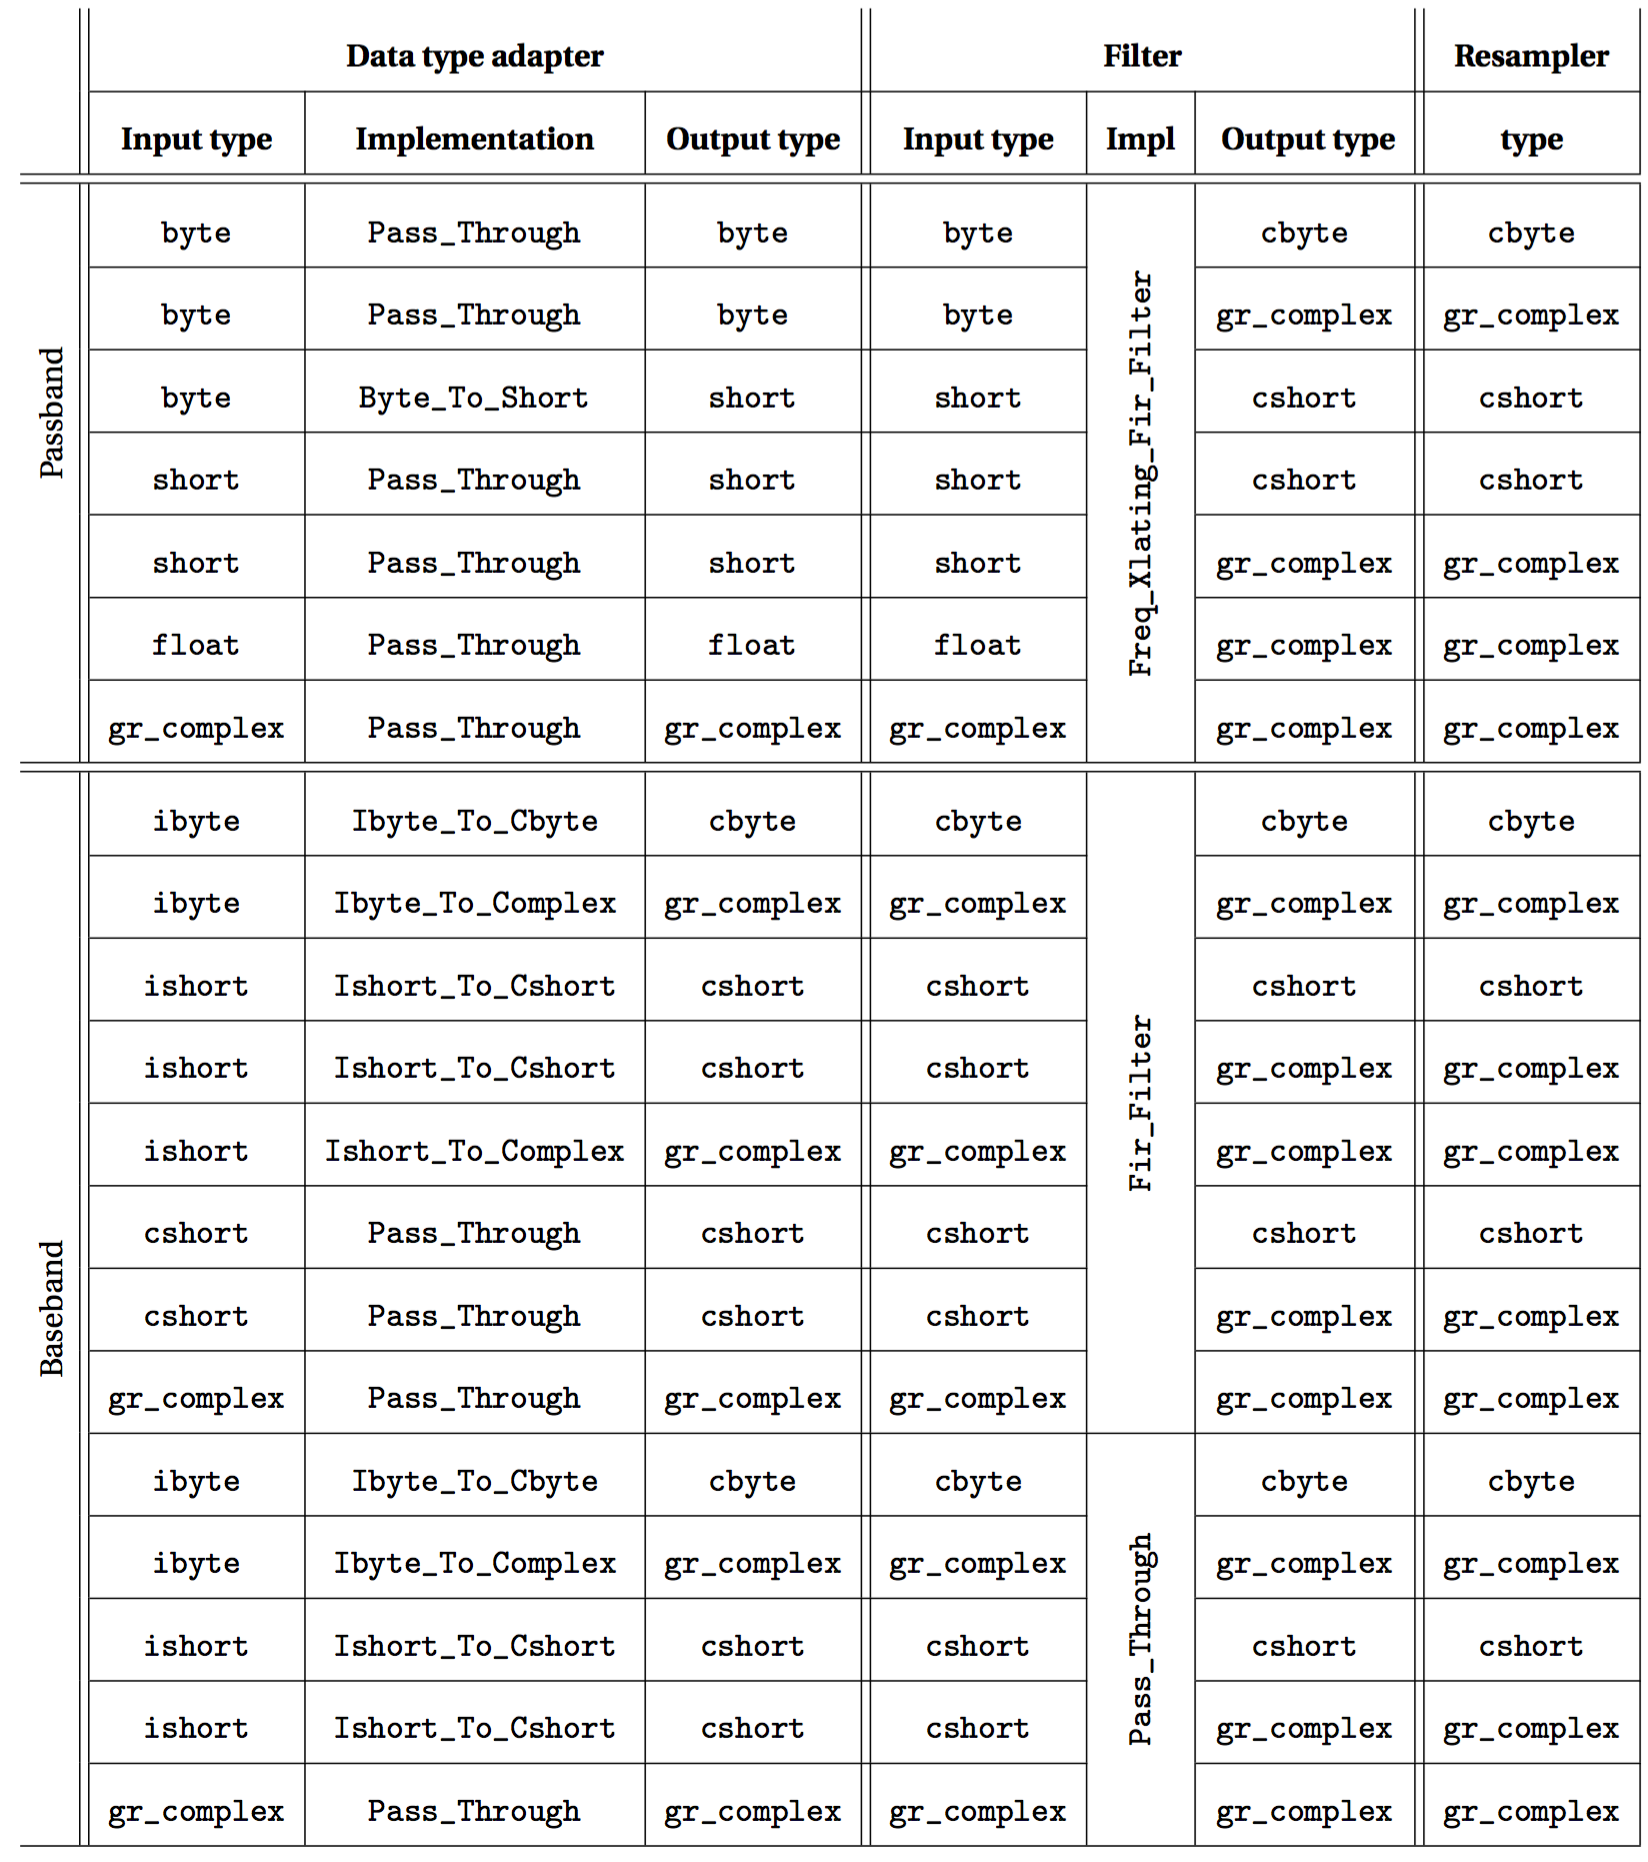 Data type adapter Filter Resampler
Input type Implementation Output type Input type Impl Output type type
Passband
Freq_Xlating_Fir_Filter
byte Pass_Through byte byte cbyte cbyte
byte Pass_Through byte byte gr_complex gr_complex
byte Byte_To_Short short short cshort cshort
short Pass_Through short short cshort cshort
short Pass_Through short short gr_complex gr_complex
float Pass_Through float float gr_complex gr_complex
gr_complex Pass_Through gr_complex gr_complex gr_complex gr_complex
Baseband
Fir_Filter
ibyte Ibyte_To_Cbyte cbyte cbyte cbyte cbyte
ibyte Ibyte_To_Complex gr_complex gr_complex gr_complex gr_complex
ishort Ishort_To_Cshort cshort cshort cshort cshort
ishort Ishort_To_Cshort cshort cshort gr_complex gr_complex
ishort Ishort_To_Complex gr_complex gr_complex gr_complex gr_complex
cshort Pass_Through cshort cshort cshort cshort
cshort Pass_Through cshort cshort gr_complex gr_complex
gr_complex Pass_Through gr_complex gr_complex gr_complex gr_complex
Pass_Through
ibyte Ibyte_To_Cbyte cbyte cbyte cbyte cbyte
ibyte Ibyte_To_Complex gr_complex gr_complex gr_complex gr_complex
ishort Ishort_To_Cshort cshort cshort cshort cshort
ishort Ishort_To_Cshort cshort cshort gr_complex gr_complex
gr_complex Pass_Through gr_complex gr_complex gr_complex gr_complex